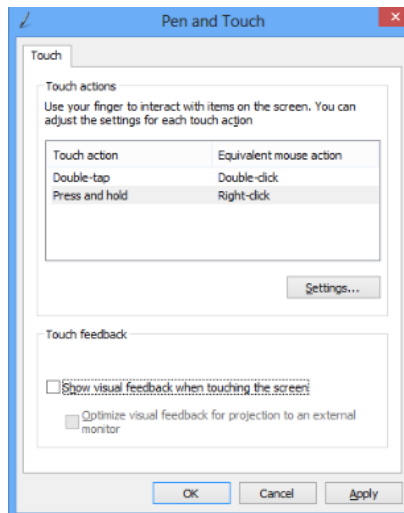 Pen and Touch
Touch
Touch actions
Use your finger to interact with items on the screen. You can
adjust the settings for each touch action
Touch action Equivalent mouse action
Double-tap Double-click
Press and hold Right-click
Settings...
Touch feedback
Show visual feedback when touching the screen
Optimize visual feedback for projection to an external
monitor
OK Cancel Apply